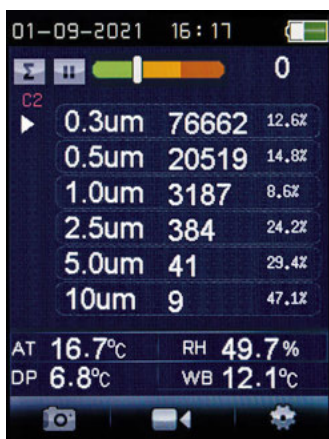 01-09-2021 16:17
Σ 0
C2
0.3um 76662 12.6%
0.5um 20519 14.8%
1.0um 3187 8.6%
2.5um 384 24.2%
5.0um 41 29.4%
10um 9 47.1%
AT 16.7°C RH 49.7%
DP 6.8°C WB 12.1°C